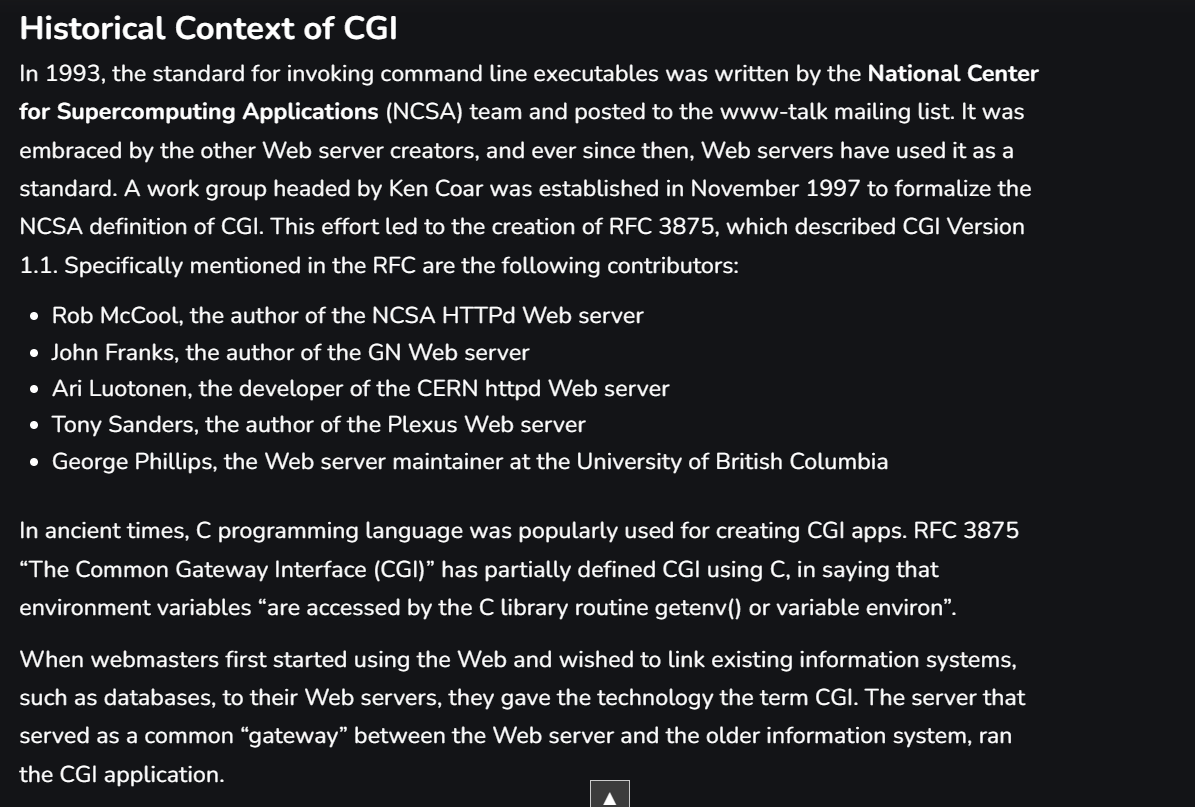 Historical Context of CGI
In 1993, the standard for invoking command line executables was written by the National Center
for Supercomputing Applications (NCSA) team and posted to the www-talk mailing list. It was
embraced by the other Web server creators, and ever since then, Web servers have used it as a
standard. A work group headed by Ken Coar was established in November 1997 to formalize the
NCSA definition of CGI. This effort led to the creation of RFC 3875, which described CGI Version
1.1. Specifically mentioned in the RFC are the following contributors:
• Rob McCool, the author of the NCSA HTTPd Web server
• John Franks, the author of the GN Web server
• Ari Luotonen, the developer of the CERN httpd Web server
• Tony Sanders, the author of the Plexus Web server
• George Phillips, the Web server maintainer at the University of British Columbia
In ancient times, C programming language was popularly used for creating CGI apps. RFC 3875
“The Common Gateway Interface (CGI)” has partially defined CGI using C, in saying that
environment variables “are accessed by the C library routine getenv() or variable environ”.
When webmasters first started using the Web and wished to link existing information systems,
such as databases, to their Web servers, they gave the technology the term CGI. The server that
served as a common “gateway” between the Web server and the older information system, ran
the CGI application.